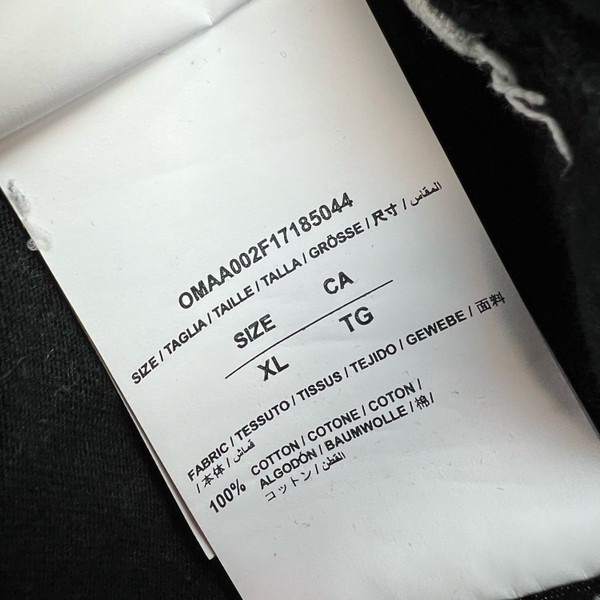 OMAA002F17185044
SIZE / TAGLIA / TAILLE / TALLA / GRÖSSE / 尺寸 / المقاس
SIZE CA
XL TG
FABRIC / TESSUTO / TISSUS / TEJIDO / GEWEBE / 面料
/ 本体 / قماش
100% COTTON / COTONE / COTON /
ALGODÓN / BAUMWOLLE / 棉/
コットン / القطن